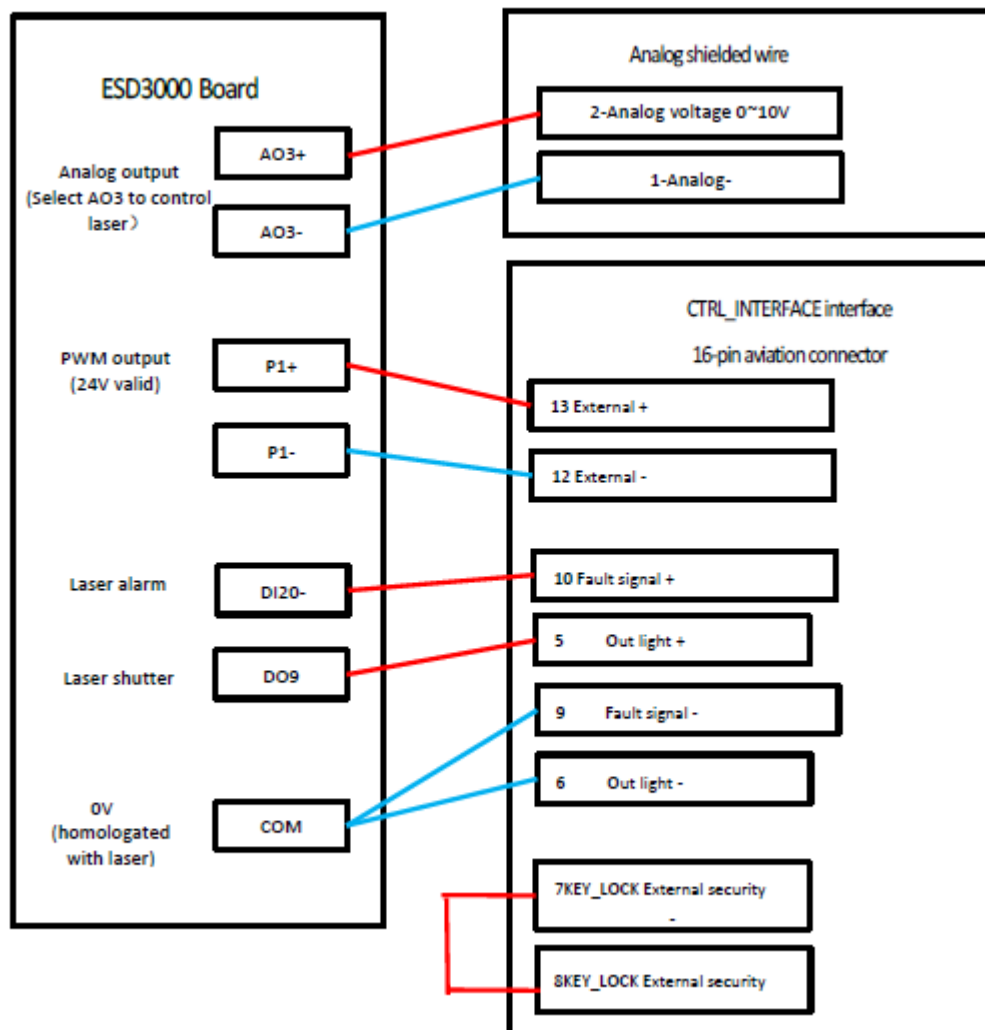 ESD3000 Board
Analog output
(Select AO3 to control
laser）
AO3+
AO3-
PWM output
(24V valid)
P1+
P1-
Laser alarm
DI20-
Laser shutter
DO9
0V
(homologated
with laser)
COM
Analog shielded wire
2-Analog voltage 0~10V
1-Analog-
CTRL_INTERFACE interface
16-pin aviation connector
13 External +
12 External -
10 Fault signal +
5 Out light +
9 Fault signal -
6 Out light -
7KEY_LOCK External security
-
8KEY_LOCK External security